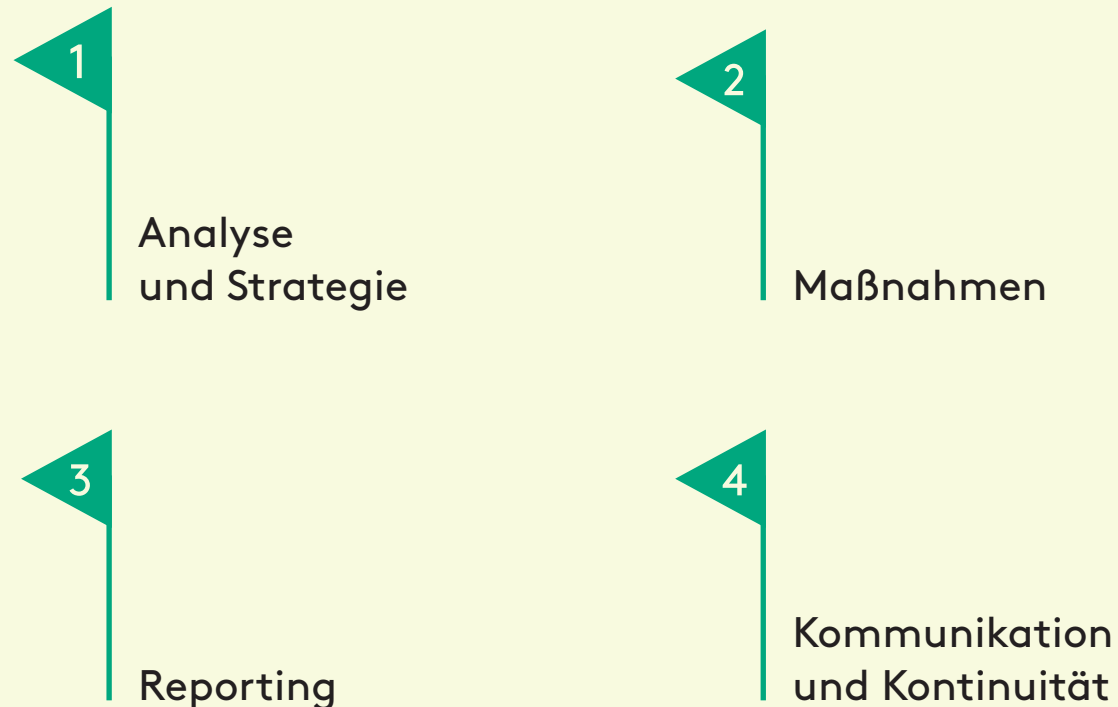 1
Analyse
und Strategie
2
Maßnahmen
3
Reporting
4
Kommunikation
und Kontinuität